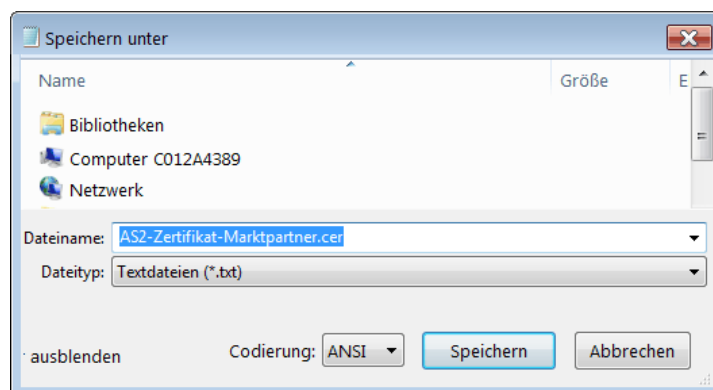 Speichern unter
Name Größe E
Bibliotheken
Computer C012A4389
Netzwerk
Dateiname: AS2-Zertifikat-Marktpartner.cer
Dateityp: Textdateien (*.txt)
ausblenden Codierung: ANSI Speichern Abbrechen